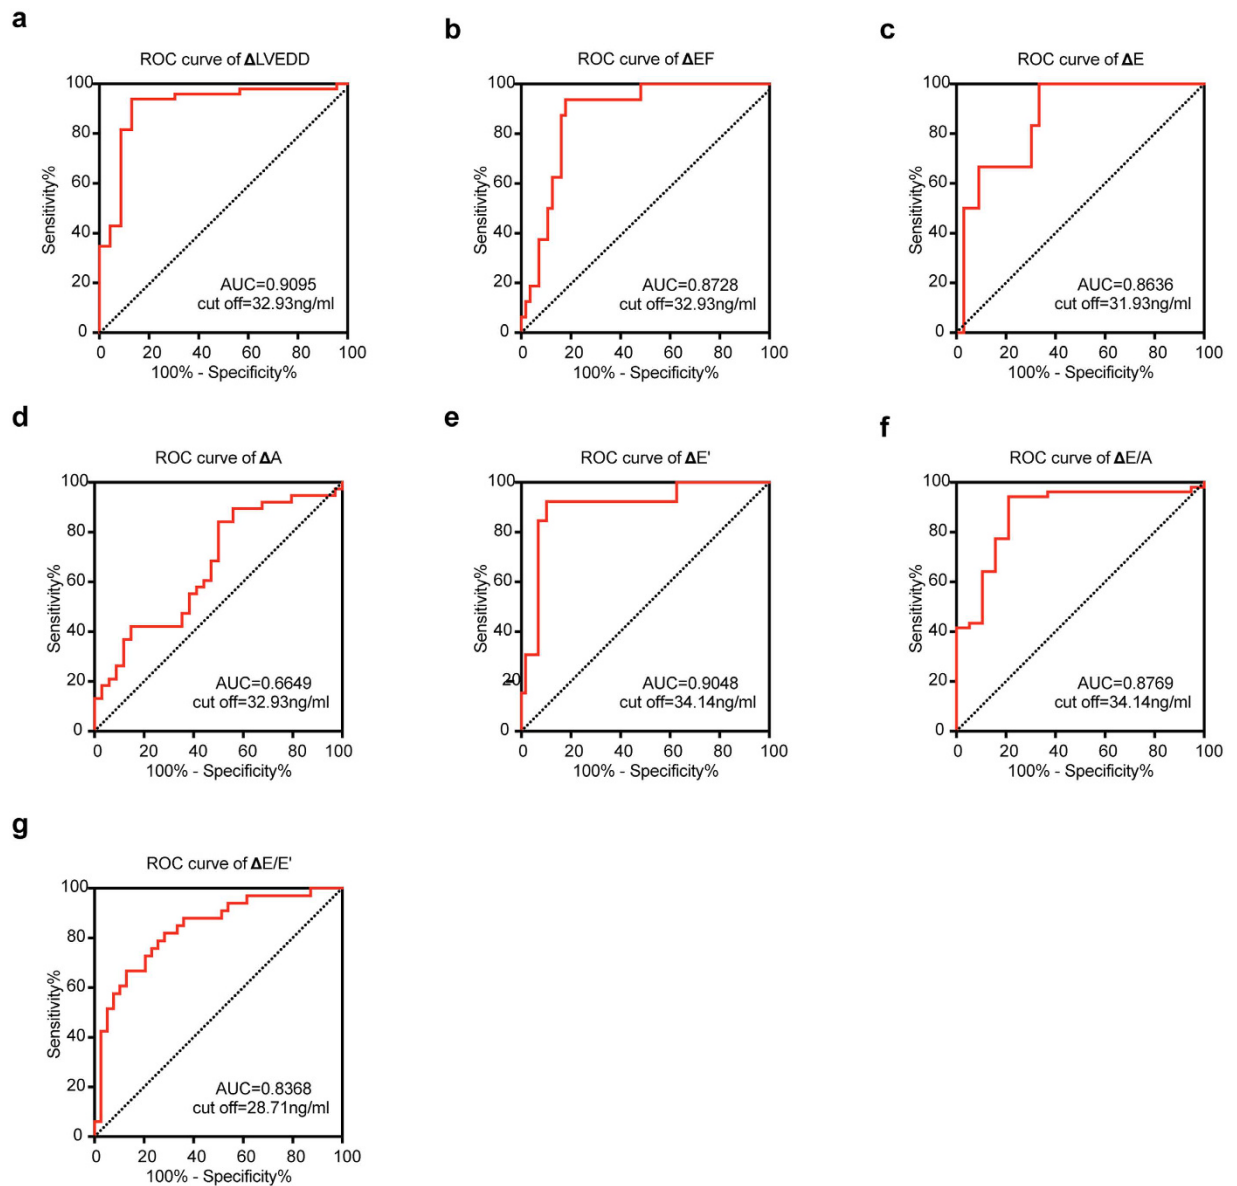 a
ROC curve of ΔLVEDD
100
80
60
40
20
0
Sensitivity%
AUC=0.9095
cut off=32.93ng/ml
0 20 40 60 80 100
100% - Specificity%
b
ROC curve of ΔEF
100
80
60
40
20
0
Sensitivity%
AUC=0.8728
cut off=32.93ng/ml
0 20 40 60 80 100
100% - Specificity%
c
ROC curve of ΔE
100
80
60
40
20
0
Sensitivity%
AUC=0.8636
cut off=31.93ng/ml
0 20 40 60 80 100
100% - Specificity%
d
ROC curve of ΔA
100
80
60
40
20
0
Sensitivity%
AUC=0.6649
cut off=32.93ng/ml
0 20 40 60 80 100
100% - Specificity%
e
ROC curve of ΔE'
100
80
60
40
20
0
Sensitivity%
AUC=0.9048
cut off=34.14ng/ml
0 20 40 60 80 100
100% - Specificity%
f
ROC curve of ΔE/A
100
80
60
40
20
0
Sensitivity%
AUC=0.8769
cut off=34.14ng/ml
0 20 40 60 80 100
100% - Specificity%
g
ROC curve of ΔE/E'
100
80
60
40
20
0
Sensitivity%
AUC=0.8368
cut off=28.71ng/ml
0 20 40 60 80 100
100% - Specificity%